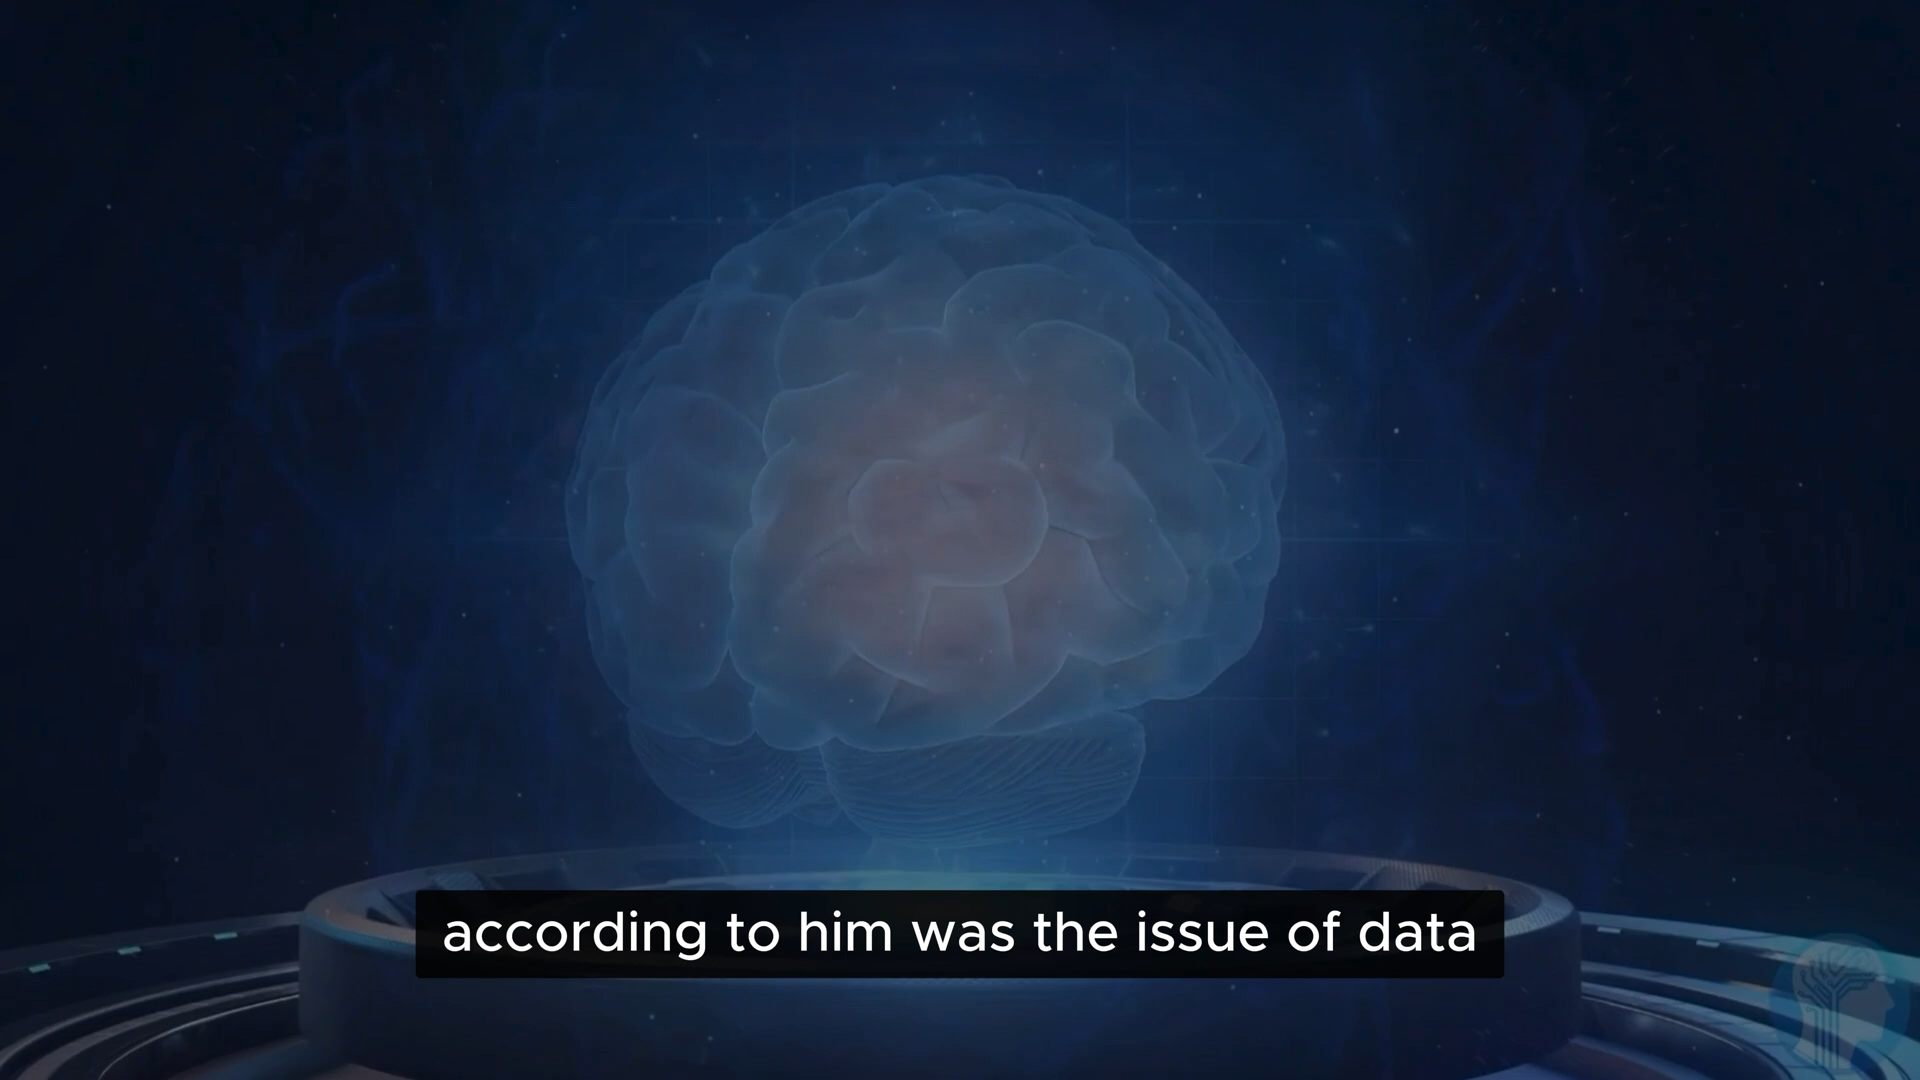 according to him was the issue of data